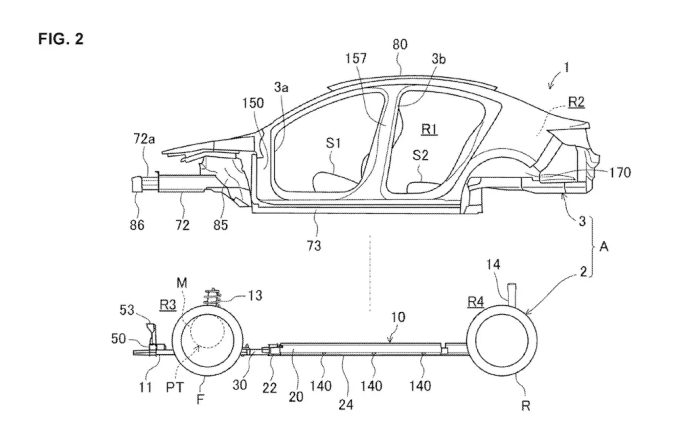 FIG. 2
80
157 3b 1
3a
150 R2
72a S1 R1
S2
170
86 72 85 73 3
A
M 14 2
R3 13 R4
53 10
50
11 PT F 30 22 20 140 24 140 140 R